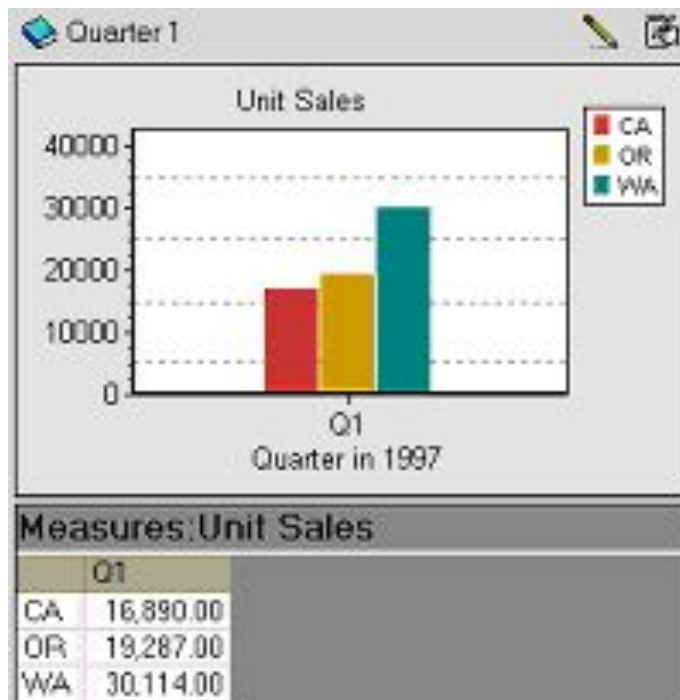 Quarter 1
Unit Sales
CA
OR
WA
40000
30000
20000
10000
0
Q1
Quarter in 1997
Measures:Unit Sales
Q1
CA 16,890.00
OR 19,287.00
WA 30,114.00